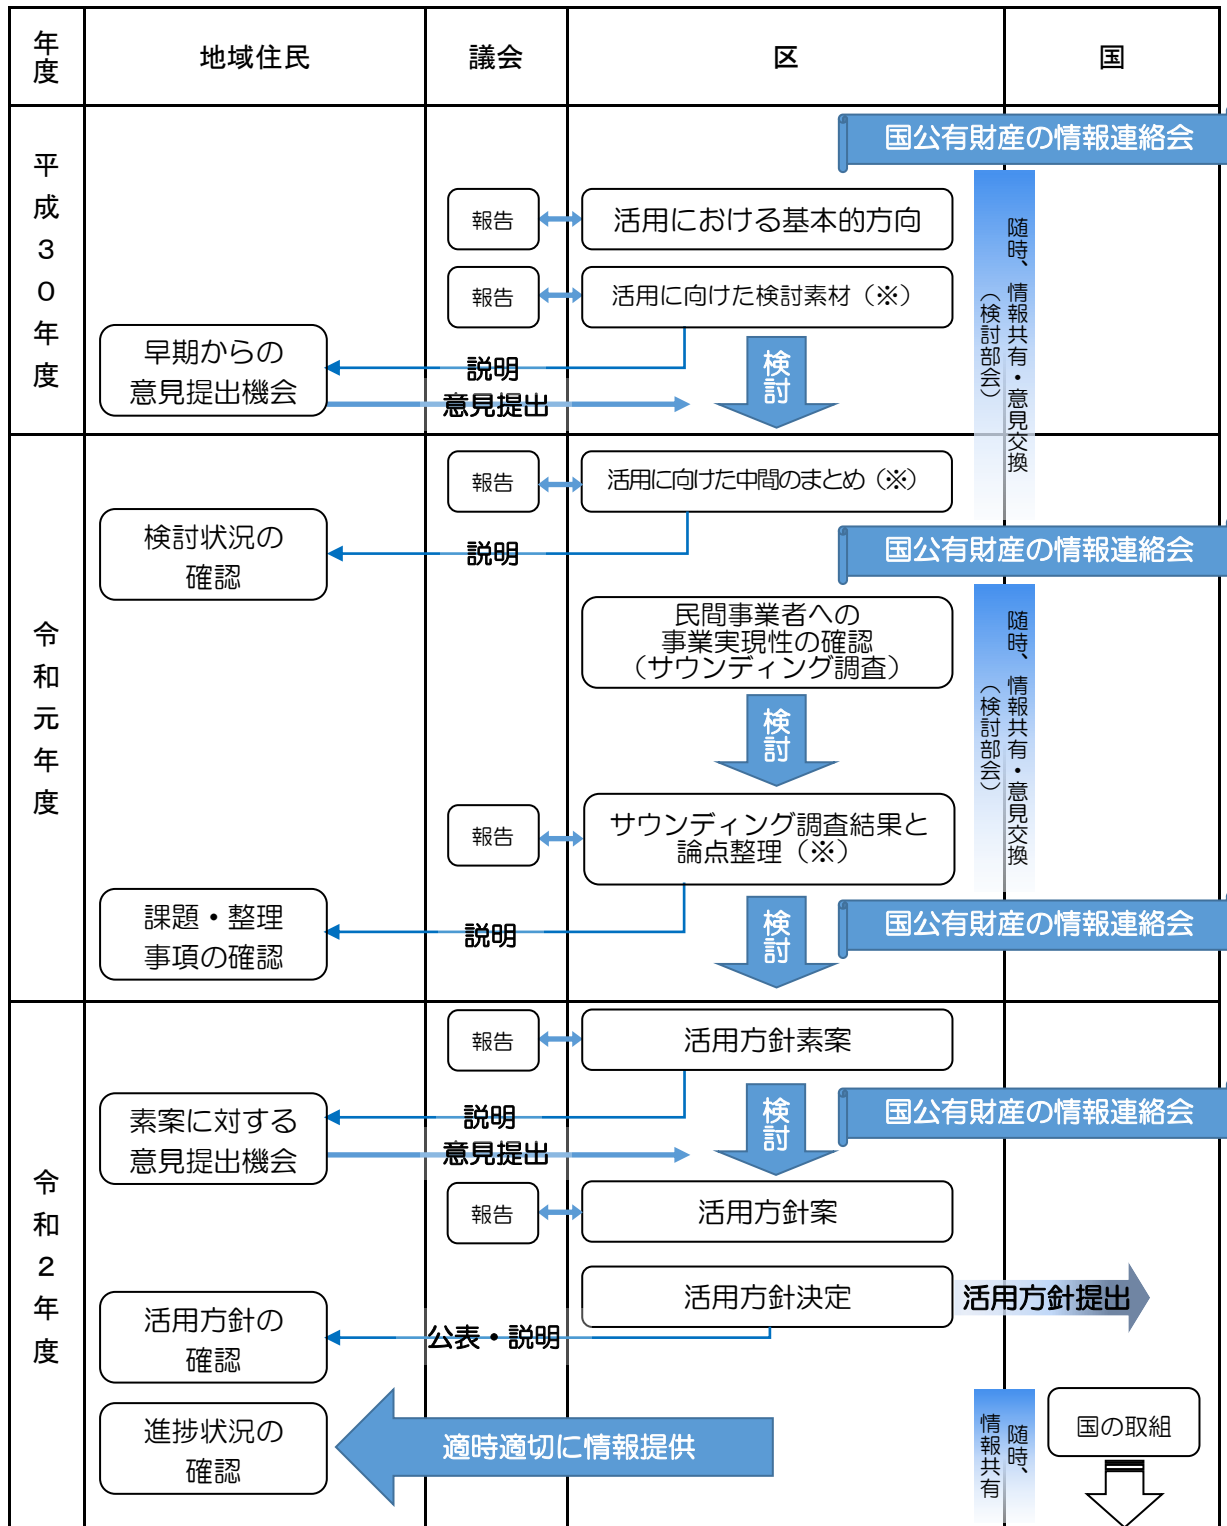 年度
地域住民
議会
区
国
平成30年度
国公有財産の情報連絡会
報告
活用における基本的方向
報告
活用に向けた検討素材（※）
随時、情報共有・意見交換
（検討部会）
早期からの
意見提出機会
説明
意見提出
検討
令和元年度
報告
活用に向けた中間のまとめ（※）
検討状況の
確認
説明
国公有財産の情報連絡会
民間事業者への
事業実現性の確認
（サウンディング調査）
随時、情報共有・意見交換
（検討部会）
検討
報告
サウンディング調査結果と
論点整理（※）
課題・整理
事項の確認
説明
検討
国公有財産の情報連絡会
令和2年度
報告
活用方針素案
素案に対する
意見提出機会
説明
意見提出
検討
国公有財産の情報連絡会
報告
活用方針案
活用方針決定
活用方針提出
活用方針の
確認
公表・説明
進捗状況の
確認
適時適切に情報提供
随時、
情報共有
国の取組